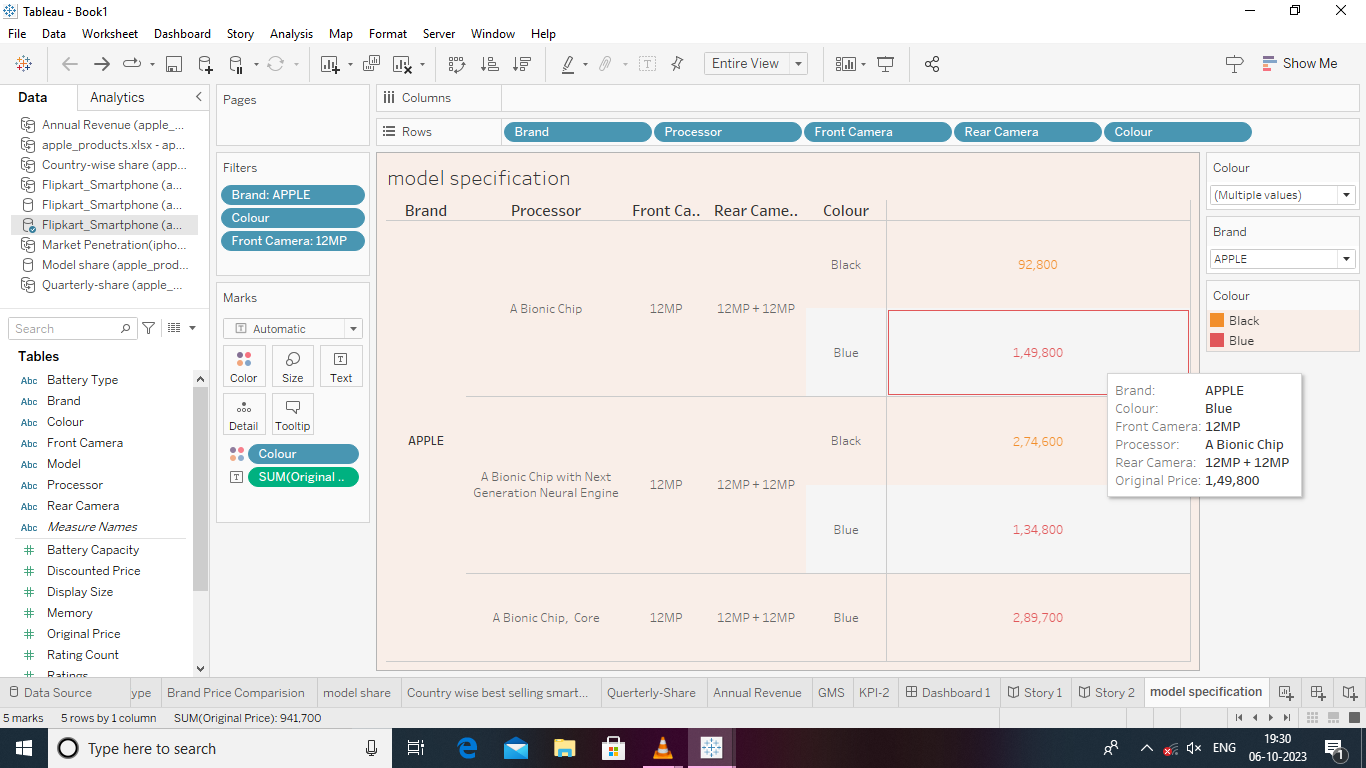 Tableau - Book1
File Data Worksheet Dashboard Story Analysis Map Format Server Window Help
Entire View
Show Me
Data Analytics
Annual Revenue (apple_...
apple_products.xlsx - ap...
Country-wise share (app...
Flipkart_Smartphone (a...
Flipkart_Smartphone (a...
Flipkart_Smartphone (a...
Market Penetration(ipho...
Model share (apple_prod...
Quarterly-share (apple_...
Search
Tables
Abc Battery Type
Abc Brand
Abc Colour
Abc Front Camera
Abc Model
Abc Processor
Abc Rear Camera
Abc Measure Names
# Battery Capacity
# Discounted Price
# Display Size
# Memory
# Original Price
# Rating Count
# Ratings
Pages
Filters
Brand: APPLE
Colour
Front Camera: 12MP
Marks
T Automatic
Color Size Text
Detail Tooltip
Colour
SUM(Original ..
Columns
Rows Brand Processor Front Camera Rear Camera Colour
model specification
Brand Processor Front Ca.. Rear Came.. Colour
Black 92,800
A Bionic Chip 12MP 12MP + 12MP
Blue 1,49,800
APPLE
Black 2,74,600
A Bionic Chip with Next
Generation Neural Engine 12MP 12MP + 12MP
Blue 1,34,800
A Bionic Chip, Core 12MP 12MP + 12MP Blue 2,89,700
Brand: APPLE
Colour: Blue
Front Camera: 12MP
Processor: A Bionic Chip
Rear Camera: 12MP + 12MP
Original Price: 1,49,800
Colour
(Multiple values)
Brand
APPLE
Colour
Black
Blue
Data Source ype Brand Price Comparision model share Country wise best selling smart... Querterly-Share Annual Revenue GMS KPI-2 Dashboard 1 Story 1 Story 2 model specification
5 marks 5 rows by 1 column SUM(Original Price): 941,700
Type here to search
ENG
19:30
06-10-2023
1